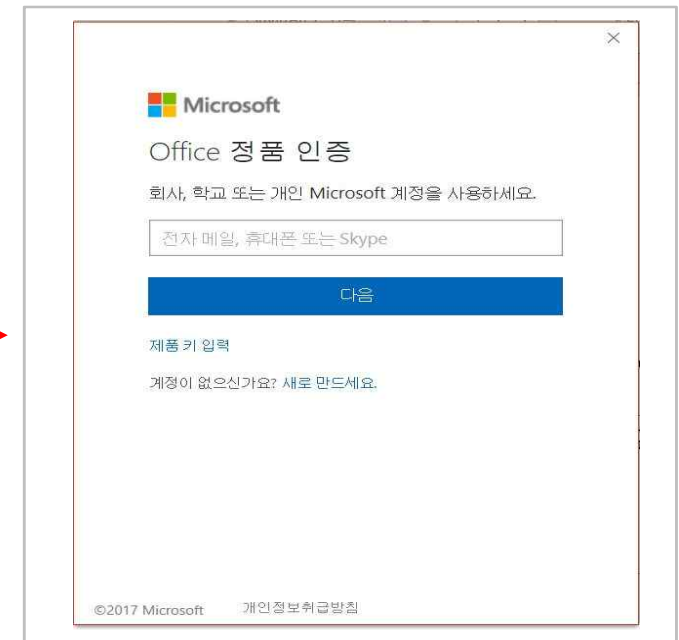 Microsoft
Office 정품 인증
회사, 학교 또는 개인 Microsoft 계정을 사용하세요.
전자 메일, 휴대폰 또는 Skype
다음
제품 키 입력
계정이 없으신가요? 새로 만드세요.
©2017 Microsoft 개인정보취급방침